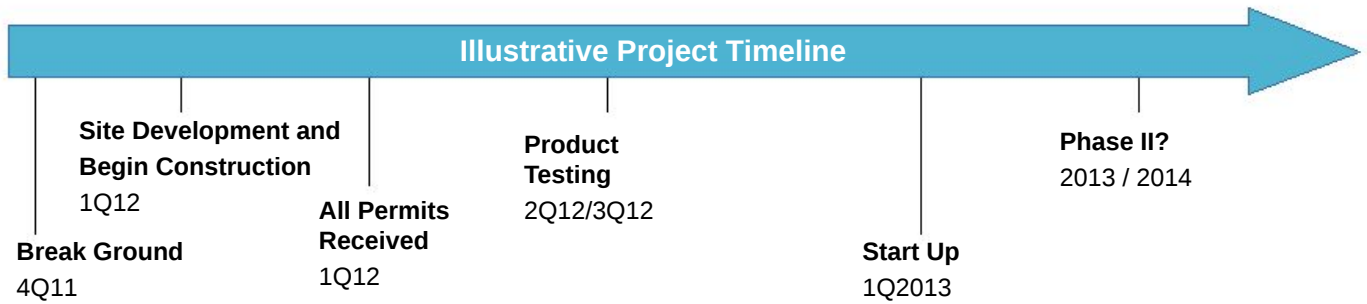 Illustrative Project Timeline
Site Development and
Begin Construction
1Q12
Product
Testing
2Q12/3Q12
Phase II?
2013 / 2014
All Permits
Received
1Q12
Break Ground
4Q11
Start Up
1Q2013